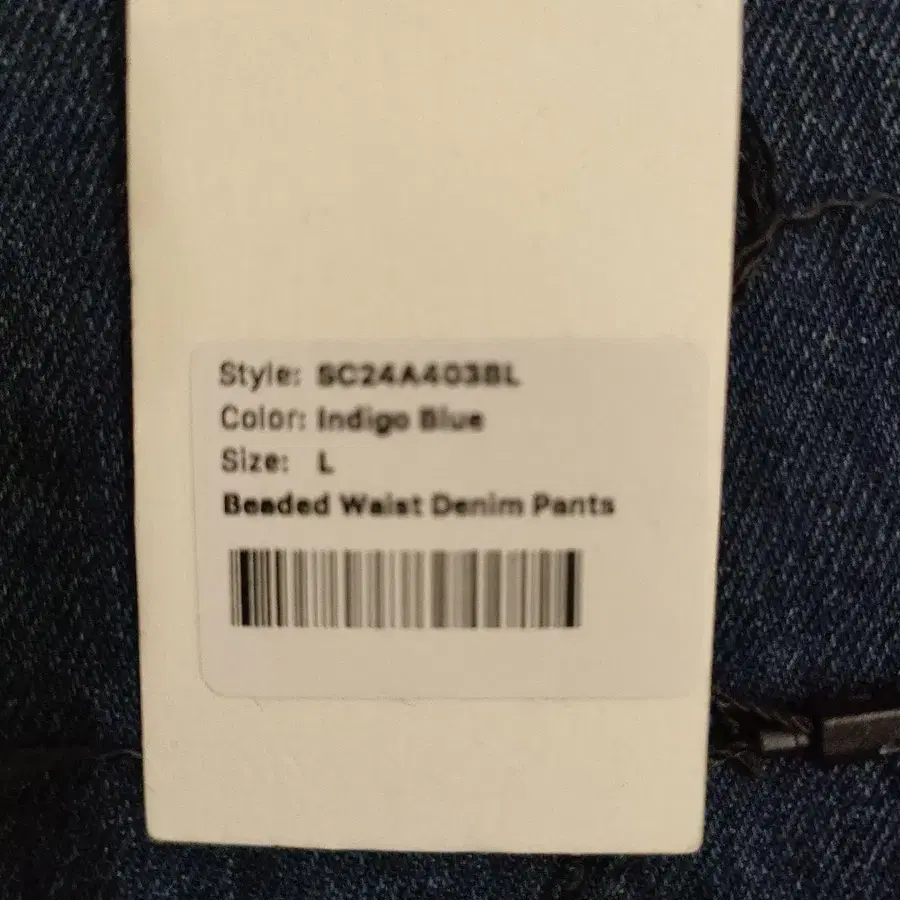 Style: SC24A403BL
Color: Indigo Blue
Size: L
Beaded Waist Denim Pants